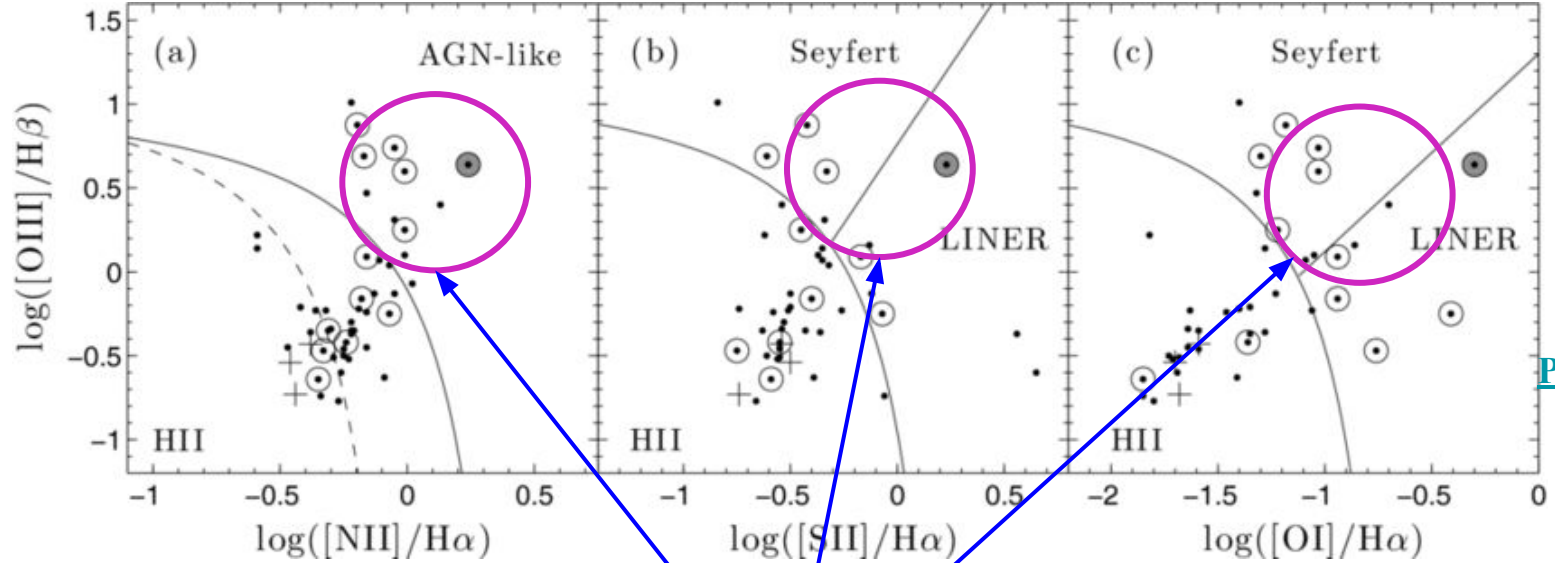 (a)
AGN-like
(b)
Seyfert
(c)
Seyfert
1.5
1
0.5
0
−0.5
−1
log([OIII]/Hβ)
LINER
LINER
HII
HII
HII
P
−1 −0.5 0 0.5
−1 −0.5 0 0.5
−2 −1.5 −1 −0.5 0
log([NII]/Hα)
log([SII]/Hα)
log([OI]/Hα)